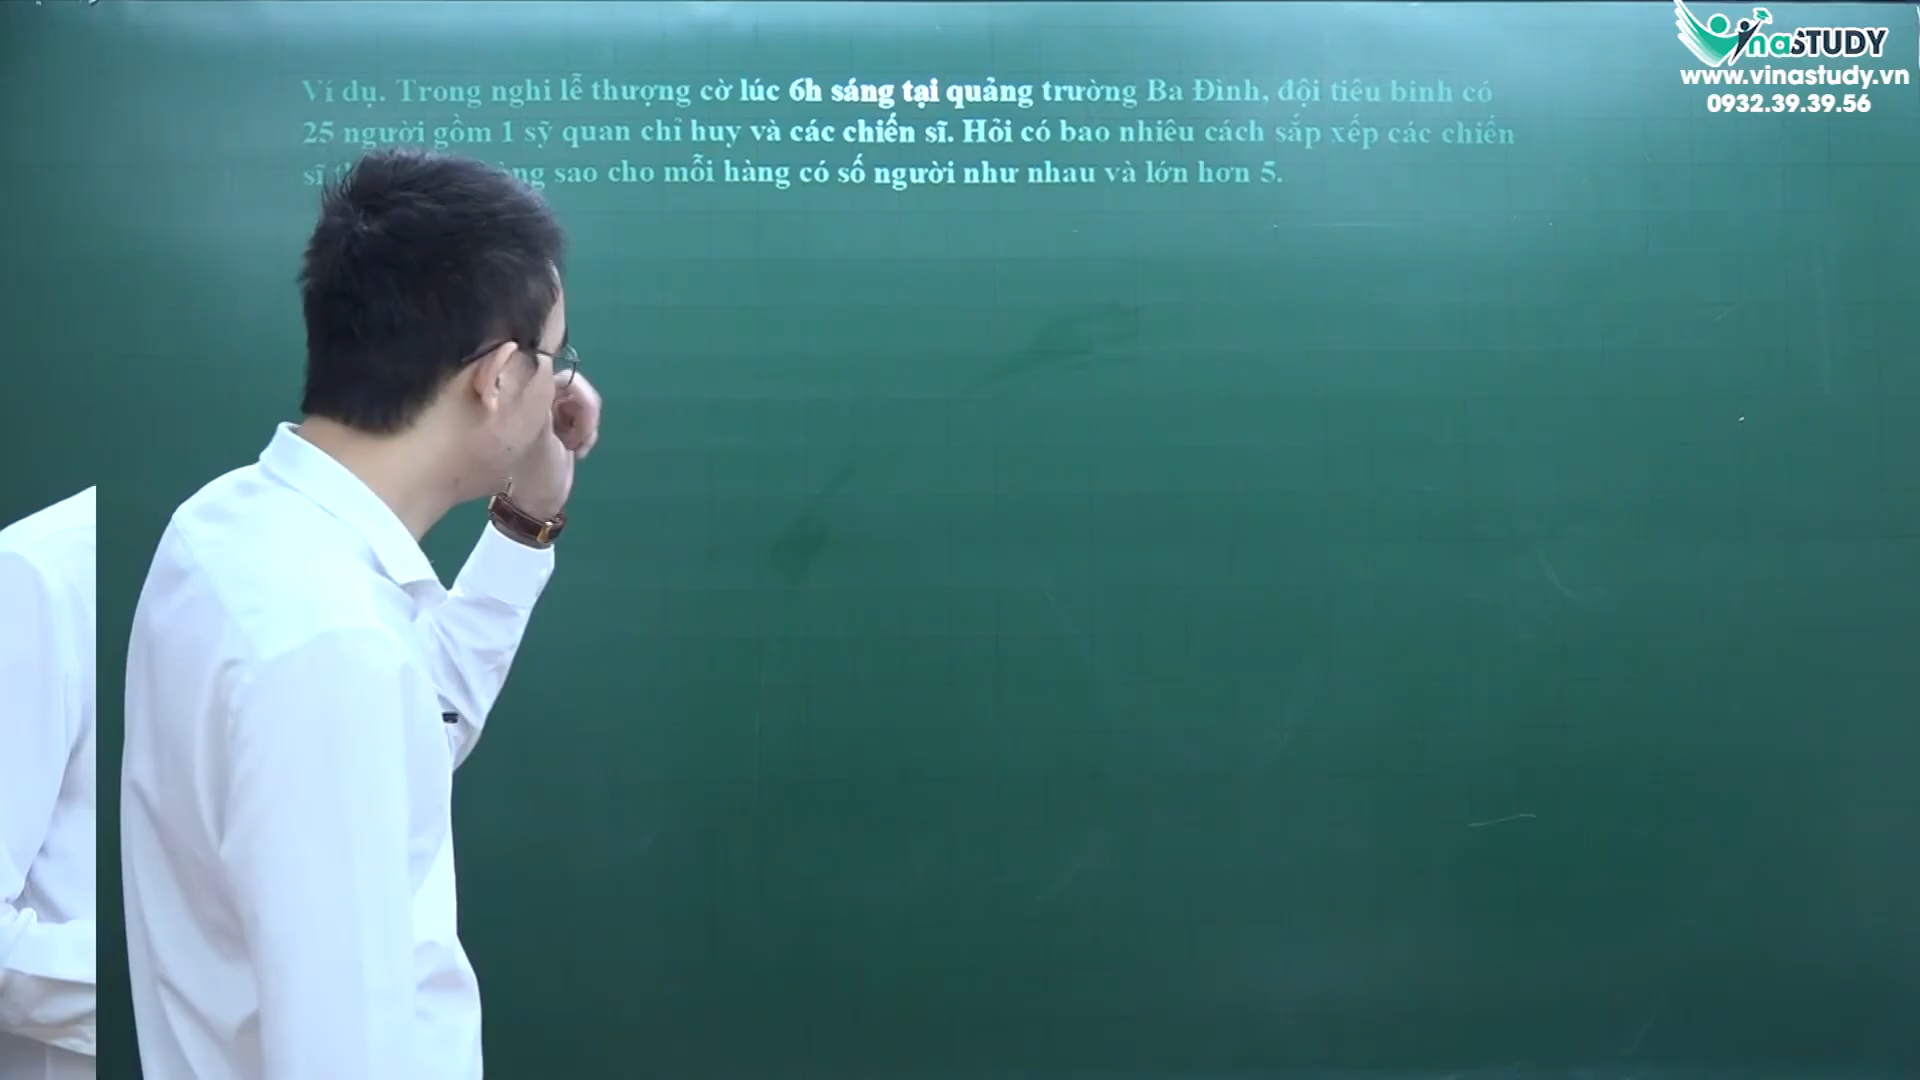 VinaSTUDY
www.vinastudy.vn
0932.39.39.56
Ví dụ. Trong nghi lễ thượng cờ lúc 6h sáng tại quảng trường Ba Đình, đội tiêu binh có
25 người gồm 1 sỹ quan chỉ huy và các chiến sĩ. Hỏi có bao nhiêu cách sắp xếp các chiến
sĩ sao cho mỗi hàng có số người như nhau và lớn hơn 5.